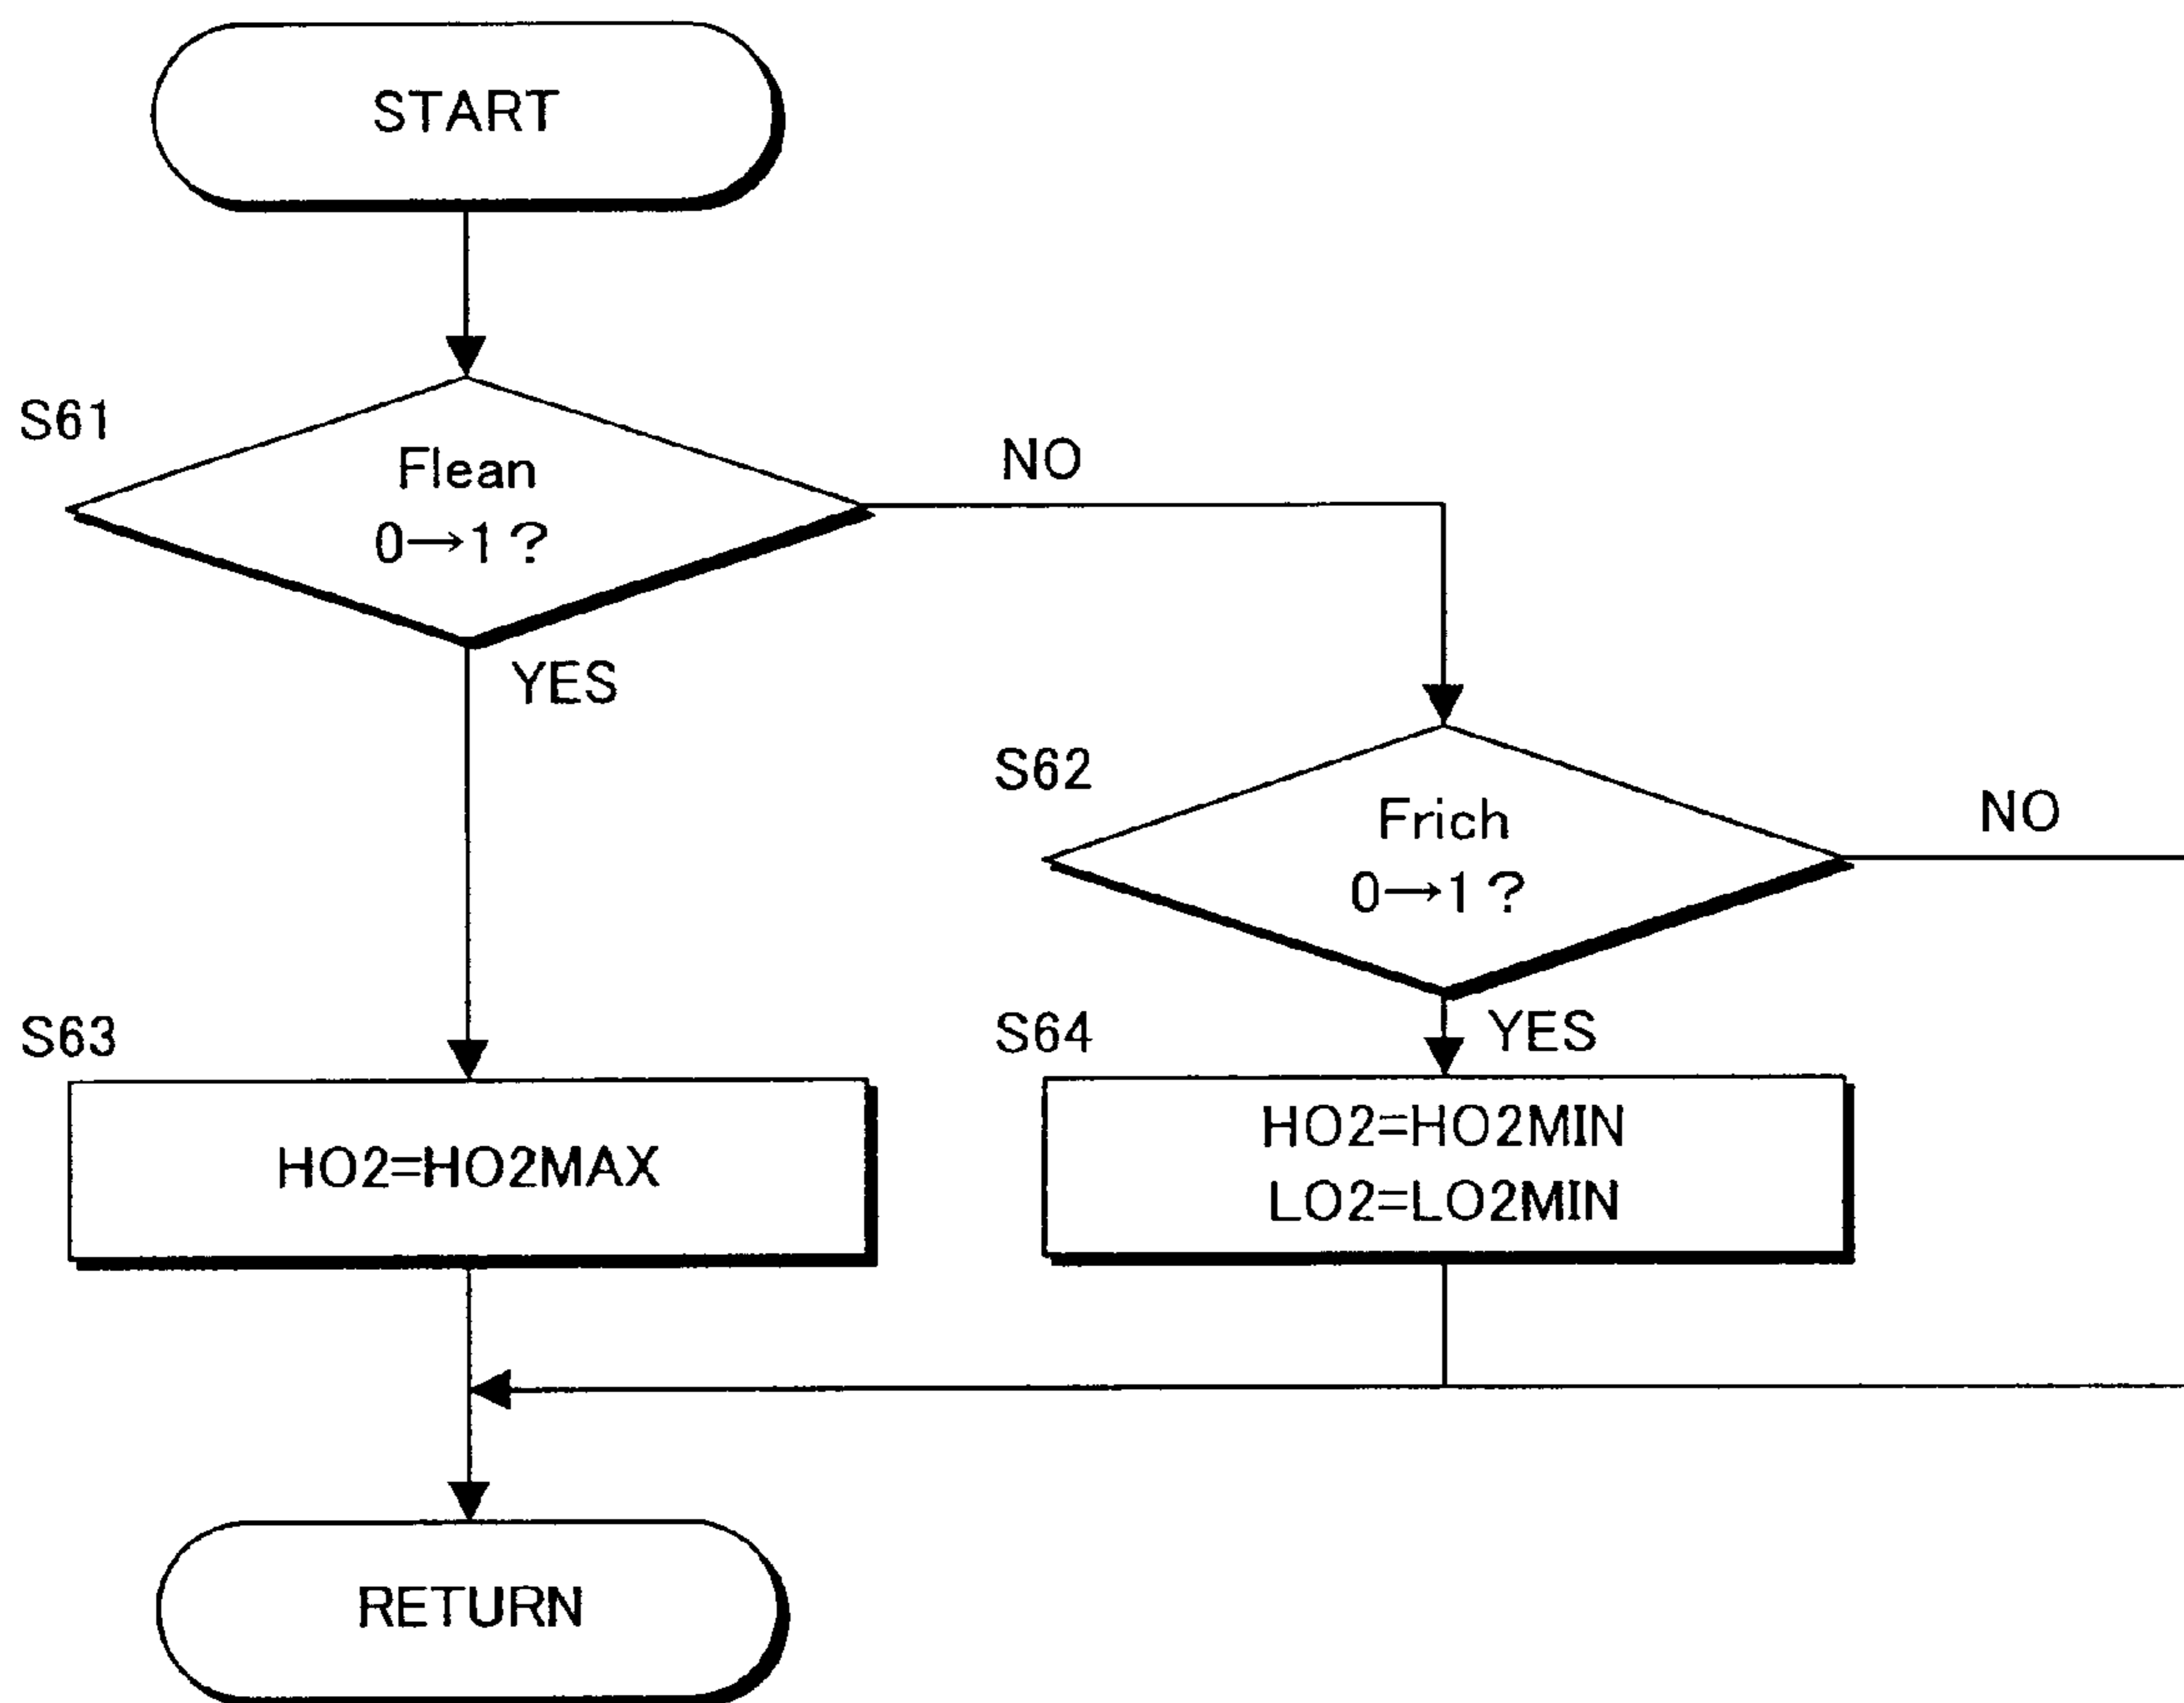 START
S61
Flean
0→1?
NO
YES
S62
Frich
0→1?
NO
YES
S63
HO2=HO2MAX
S64
HO2=HO2MIN
LO2=LO2MIN
RETURN